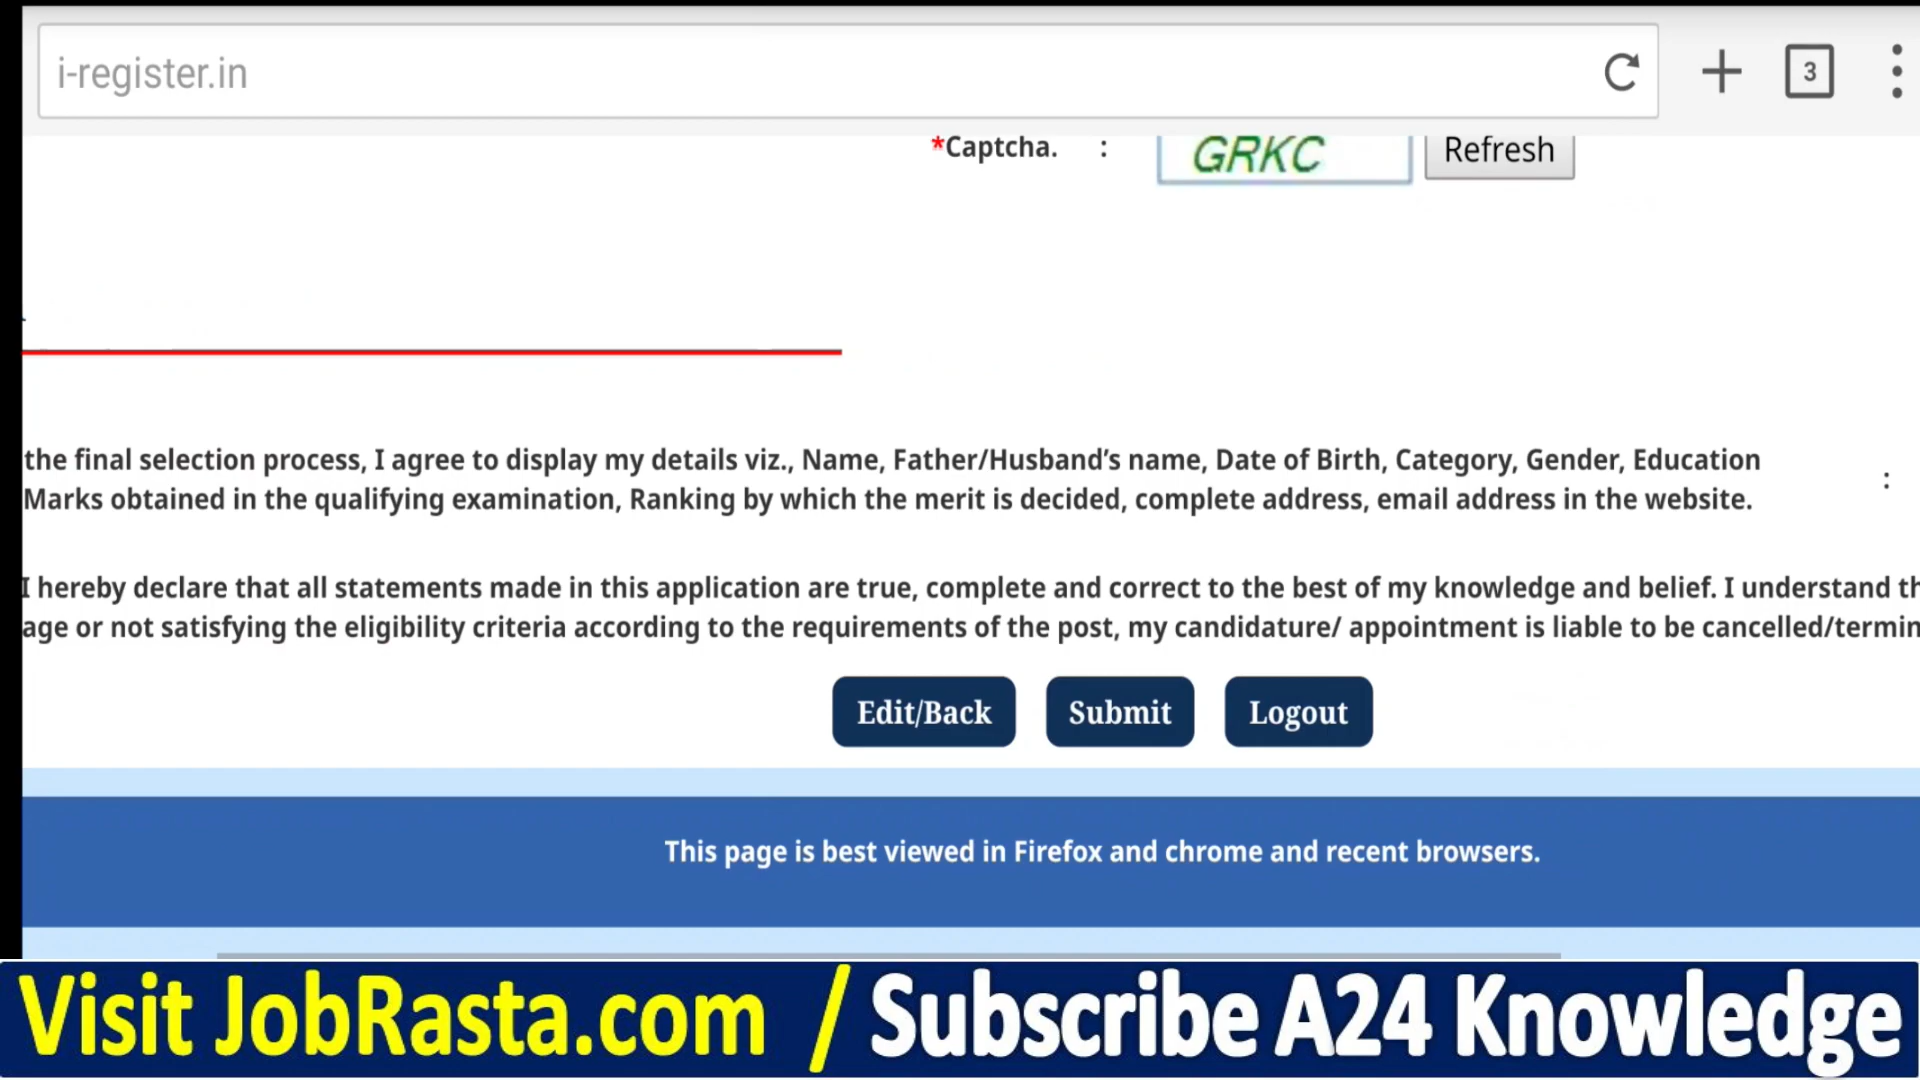 i-register.in
3
*Captcha. :
GRKC
Refresh
the final selection process, I agree to display my details viz., Name, Father/Husband’s name, Date of Birth, Category, Gender, Education
:
Marks obtained in the qualifying examination, Ranking by which the merit is decided, complete address, email address in the website.
I hereby declare that all statements made in this application are true, complete and correct to the best of my knowledge and belief. I understand th
age or not satisfying the eligibility criteria according to the requirements of the post, my candidature/ appointment is liable to be cancelled/termin
Edit/Back
Submit
Logout
This page is best viewed in Firefox and chrome and recent browsers.
Visit JobRasta.com / Subscribe A24 Knowledge